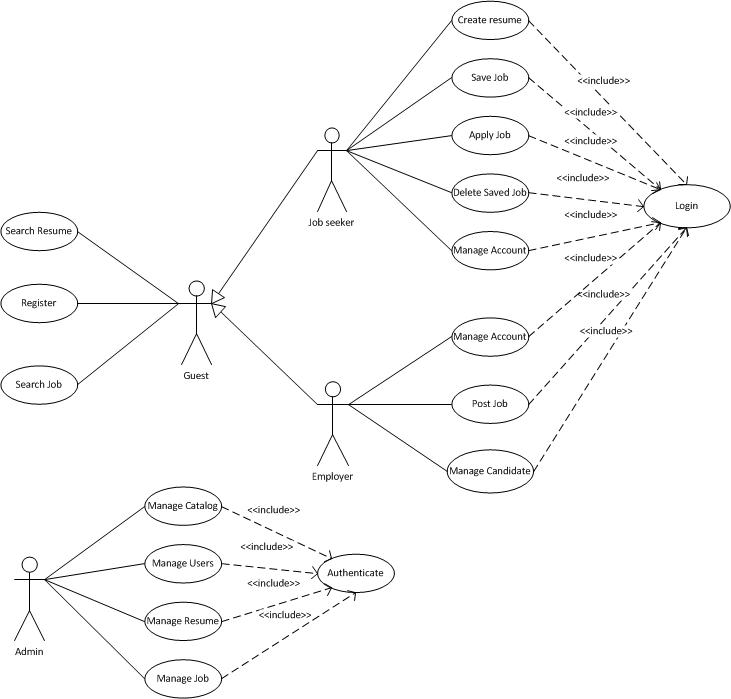 Create resume
<<include>>
Save Job
<<include>>
Apply Job
<<include>>
Delete Saved Job
<<include>>
Login
Job seeker
<<include>>
Manage Account
Search Resume
<<include>>
Register
<<include>>
<<include>>
Manage Account
Guest
Search Job
Post Job
Employer
Manage Candidate
Manage Catalog
<<include>>
<<include>>
Manage Users
Authenticate
<<include>>
Manage Resume
<<include>>
Admin
Manage Job